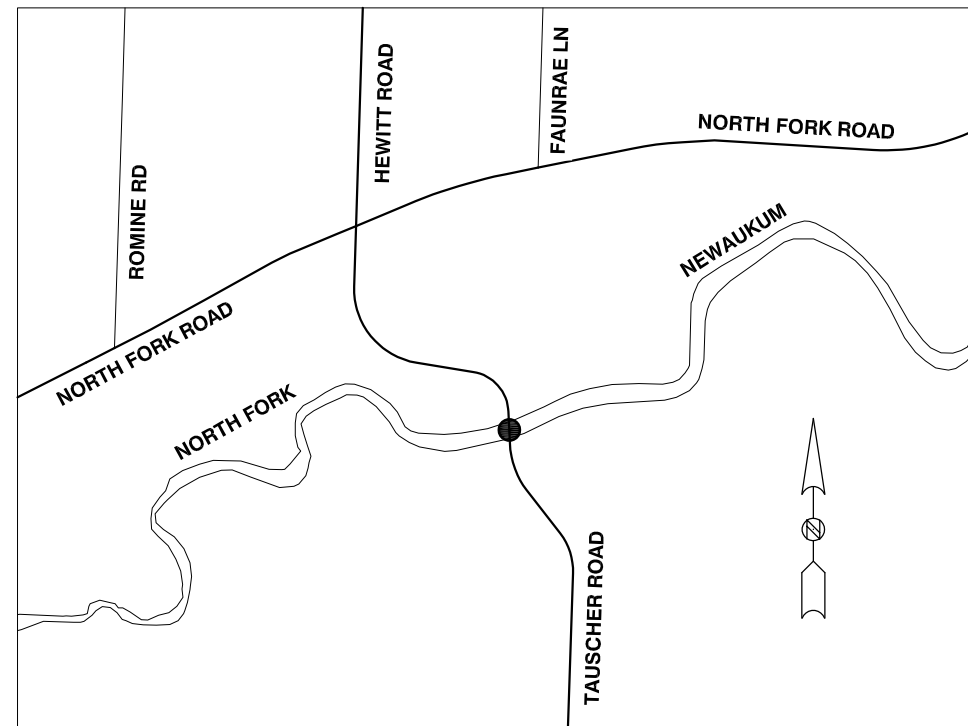 ROMINE RD
HEWITT ROAD
FAUNRAE LN
NORTH FORK ROAD
NORTH FORK ROAD
NORTH FORK
NEWAUKUM
TAUSCHER ROAD
N